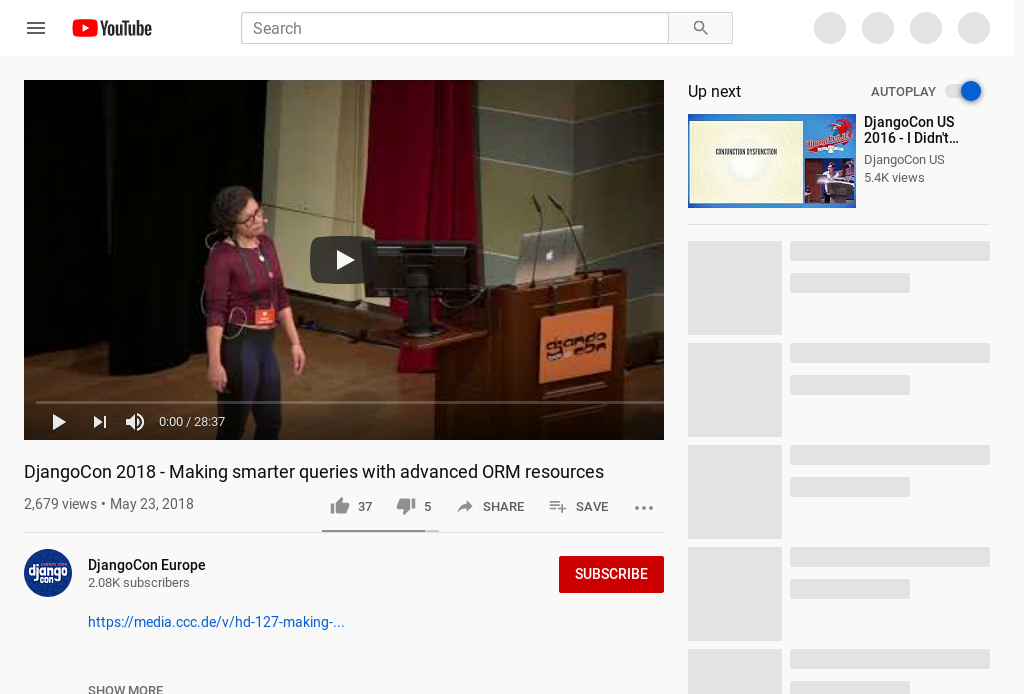 YouTube
Search
Up next
AUTOPLAY
CONJUNCTION DYSFUNCTION
DjangoCon US
2016 - I Didn't...
DjangoCon US
5.4K views
django
con
0:00 / 28:37
DjangoCon 2018 - Making smarter queries with advanced ORM resources
2,679 views • May 23, 2018
37
5
SHARE
SAVE
django
con
DjangoCon Europe
2.08K subscribers
SUBSCRIBE
https://media.ccc.de/v/hd-127-making-...
SHOW MORE